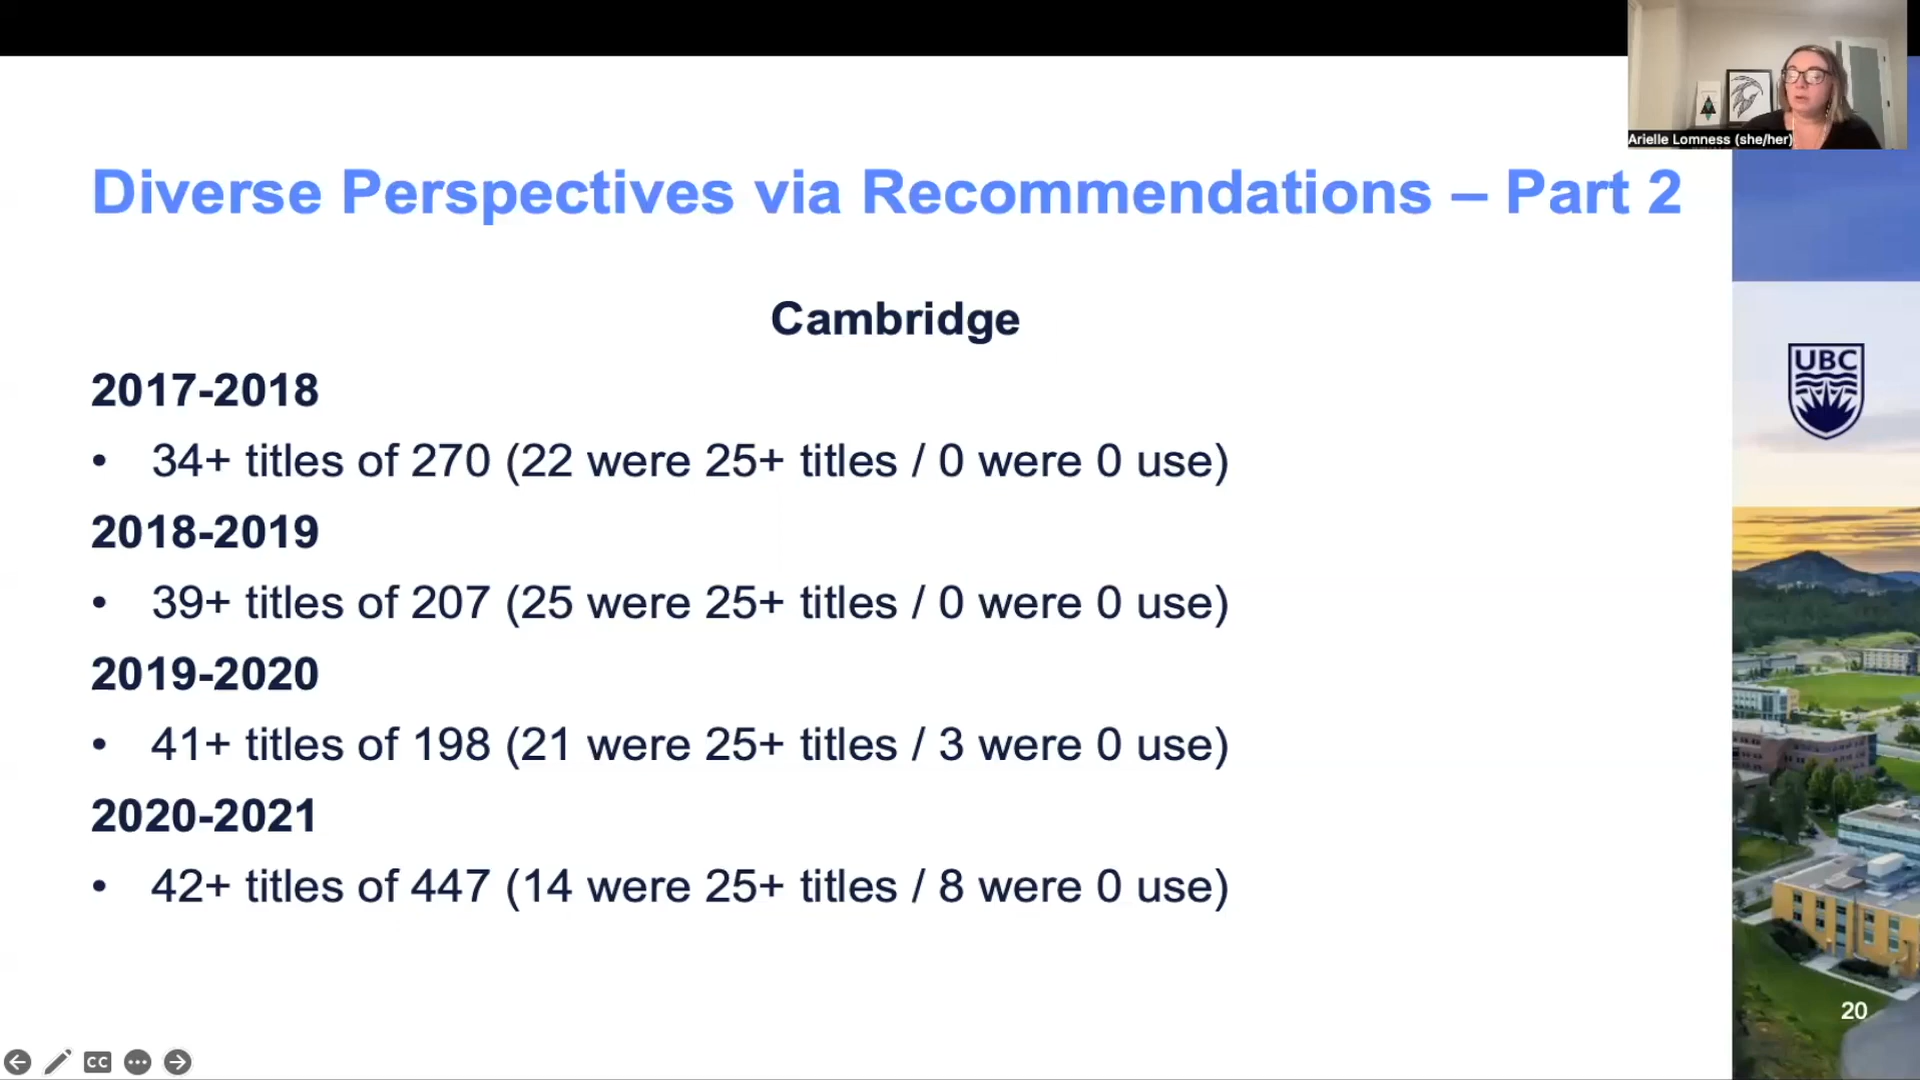 Arielle Lomness (she/her)
Diverse Perspectives via Recommendations – Part 2
Cambridge
2017-2018
• 34+ titles of 270 (22 were 25+ titles / 0 were 0 use)
2018-2019
• 39+ titles of 207 (25 were 25+ titles / 0 were 0 use)
2019-2020
• 41+ titles of 198 (21 were 25+ titles / 3 were 0 use)
2020-2021
• 42+ titles of 447 (14 were 25+ titles / 8 were 0 use)
UBC
20
CC